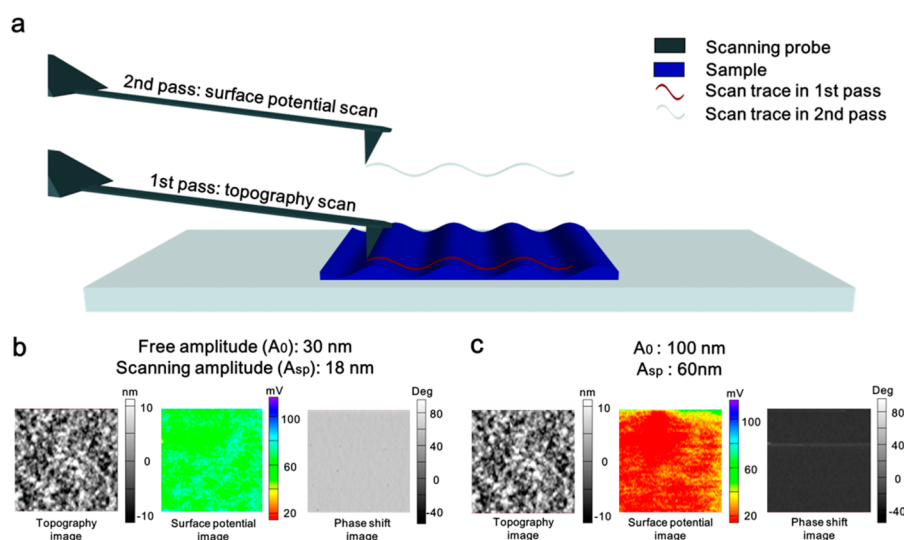 a
2nd pass: surface potential scan
1st pass: topography scan
Scanning probe
Sample
Scan trace in 1st pass
Scan trace in 2nd pass
b
Free amplitude (A0): 30 nm
Scanning amplitude (Asp): 18 nm
nm
10
0
-10
Topography
image
mV
100
60
20
Surface potential
image
Deg
80
40
0
-40
Phase shift
image
c
A0 : 100 nm
Asp : 60nm
nm
10
0
-10
Topography
image
mV
100
60
20
Surface potential
image
Deg
80
40
0
-40
Phase shift
image